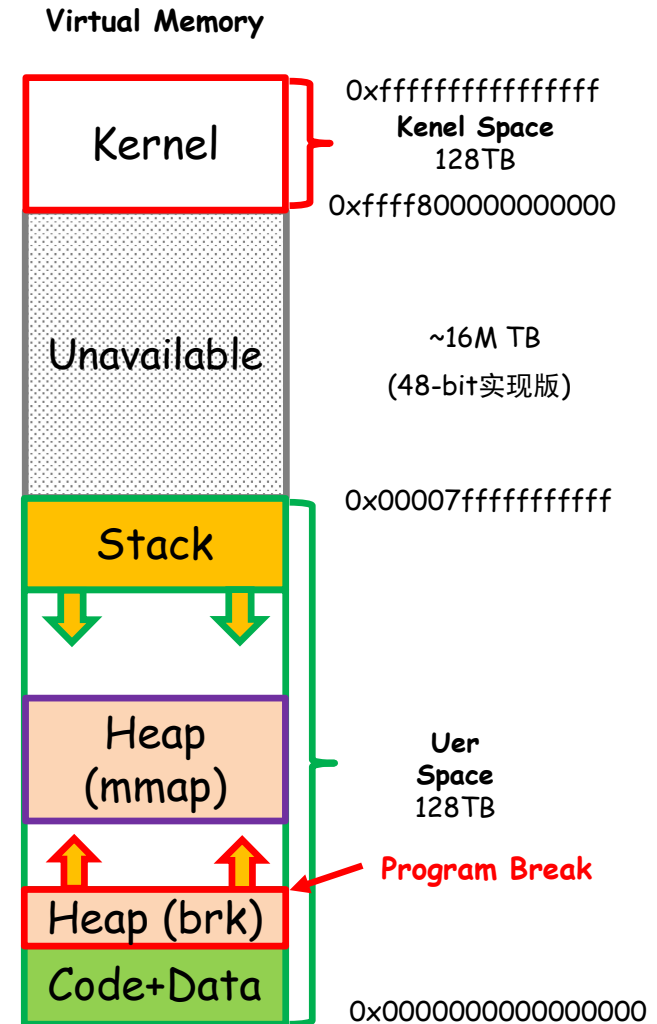 Virtual Memory
Kernel
0xffffffffffffffff
Kenel Space
128TB
0xffff800000000000
Unavailable
~16M TB
(48-bit实现版)
0x00007fffffffffff
Stack
Heap
(mmap)
Uer
Space
128TB
Program Break
Heap (brk)
Code+Data
0x0000000000000000